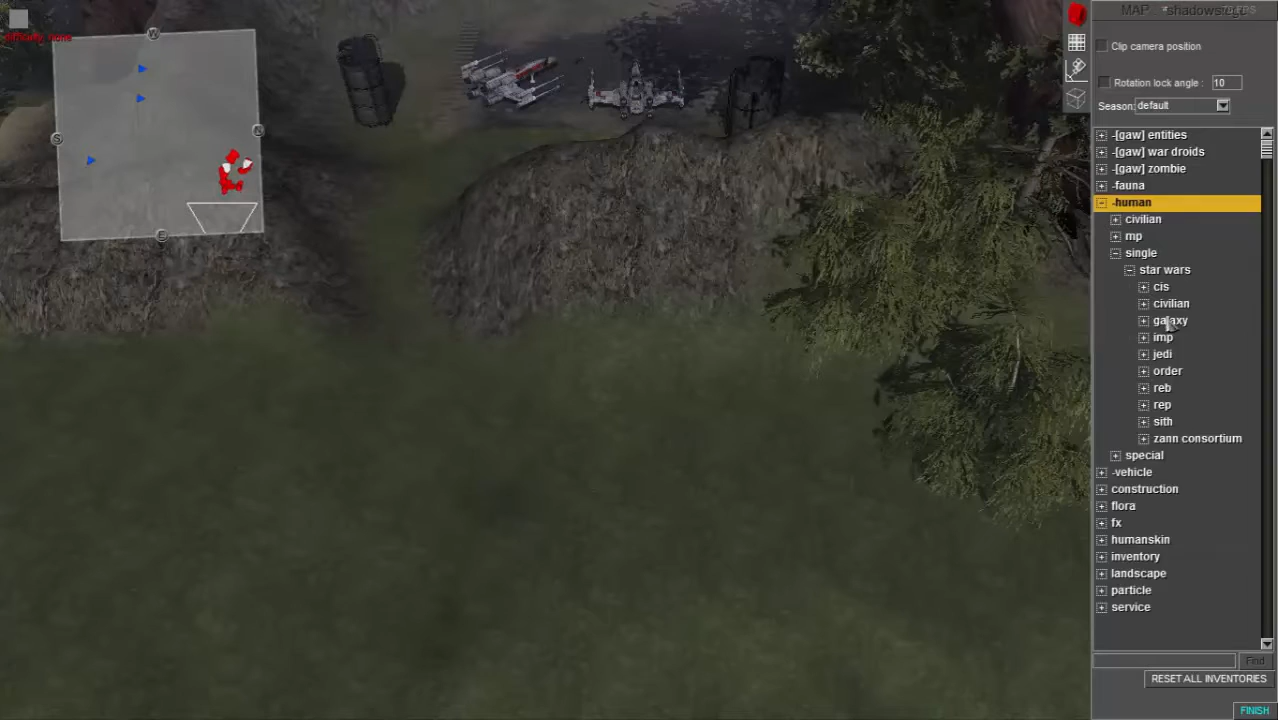 MAP
difficulty: none
W
S
N
E
Clip camera position
Rotation lock angle : 10
Season: default
-[gaw] entities
-[gaw] war droids
-[gaw] zombie
-fauna
-human
civilian
mp
single
star wars
cis
civilian
galaxy
imp
jedi
order
reb
rep
sith
zann consortium
special
-vehicle
construction
flora
fx
humanskin
inventory
landscape
particle
service
Find
RESET ALL INVENTORIES
FINISH